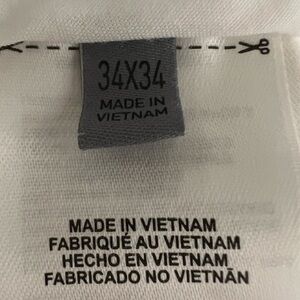 34X34
MADE IN
VIETNAM
MADE IN VIETNAM
FABRIQUÉ AU VIETNAM
HECHO EN VIETNAM
FABRICADO NO VIETNÃN